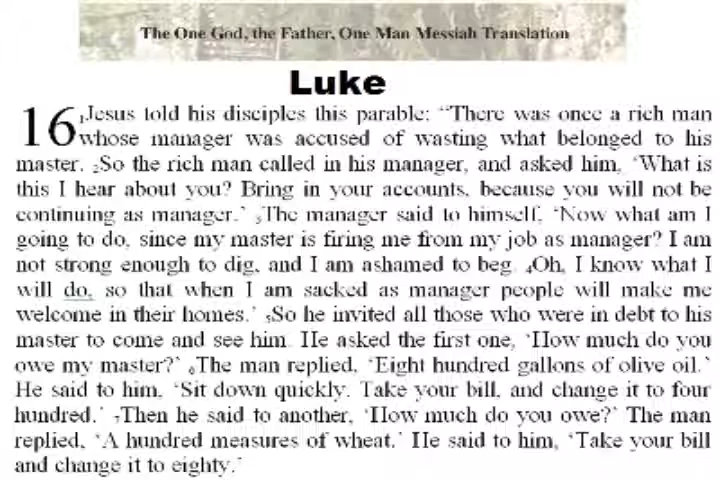 The One God, the Father, One Man Messiah Translation
Luke
16 1Jesus told his disciples this parable: “There was once a rich man
whose manager was accused of wasting what belonged to his
master. 2So the rich man called in his manager, and asked him, ‘What is
this I hear about you? Bring in your accounts, because you will not be
continuing as manager.’ 3The manager said to himself, ‘Now what am I
going to do, since my master is firing me from my job as manager? I am
not strong enough to dig, and I am ashamed to beg. 4Oh, I know what I
will do, so that when I am sacked as manager people will make me
welcome in their homes.’ 5So he invited all those who were in debt to his
master to come and see him. He asked the first one, ‘How much do you
owe my master?’ 6The man replied, ‘Eight hundred gallons of olive oil.’
He said to him, ‘Sit down quickly. Take your bill, and change it to four
hundred.’ 7Then he said to another, ‘How much do you owe?’ The man
replied, ‘A hundred measures of wheat.’ He said to him, ‘Take your bill
and change it to eighty.’